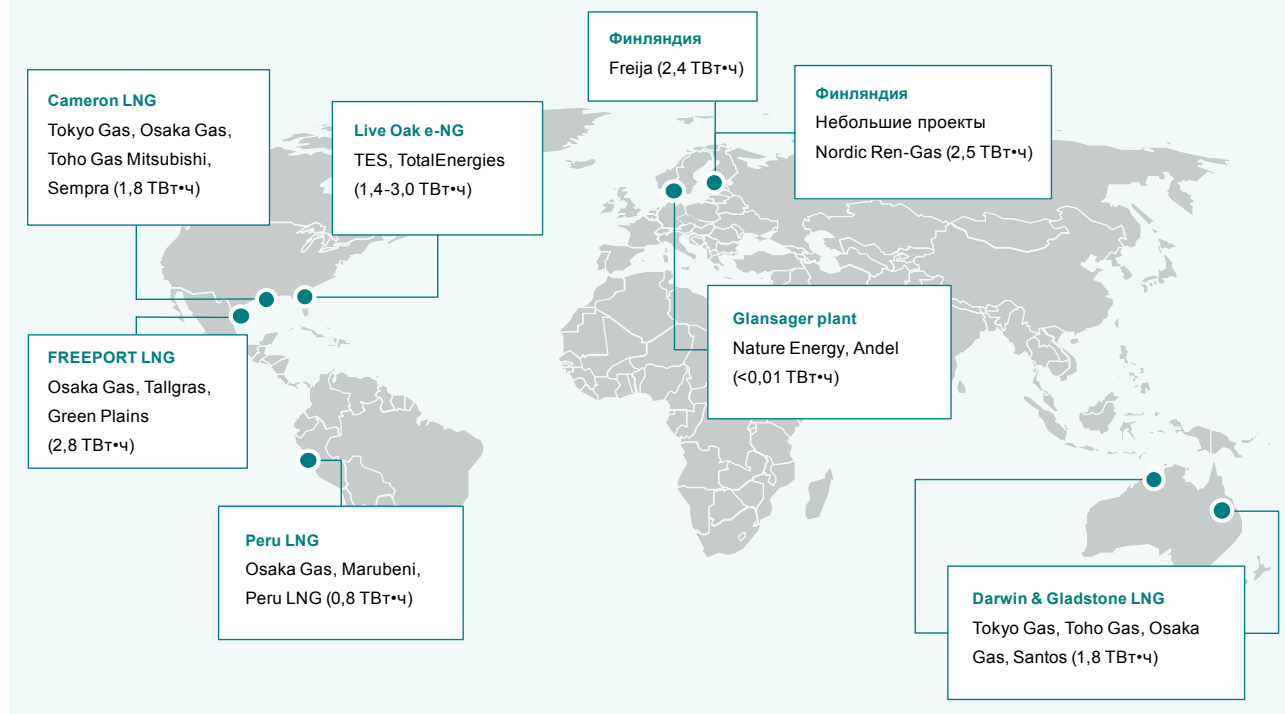 Финляндия
Freija (2,4 ТВт•ч)
Финляндия
Небольшие проекты
Nordic Ren-Gas (2,5 ТВт•ч)
Cameron LNG
Tokyo Gas, Osaka Gas,
Toho Gas Mitsubishi,
Sempra (1,8 ТВт•ч)
Live Oak e-NG
TES, TotalEnergies
(1,4-3,0 ТВт•ч)
Glansager plant
Nature Energy, Andel
(<0,01 ТВт•ч)
FREEPORT LNG
Osaka Gas, Tallgras,
Green Plains
(2,8 ТВт•ч)
Peru LNG
Osaka Gas, Marubeni,
Peru LNG (0,8 ТВт•ч)
Darwin & Gladstone LNG
Tokyo Gas, Toho Gas, Osaka
Gas, Santos (1,8 ТВт•ч)